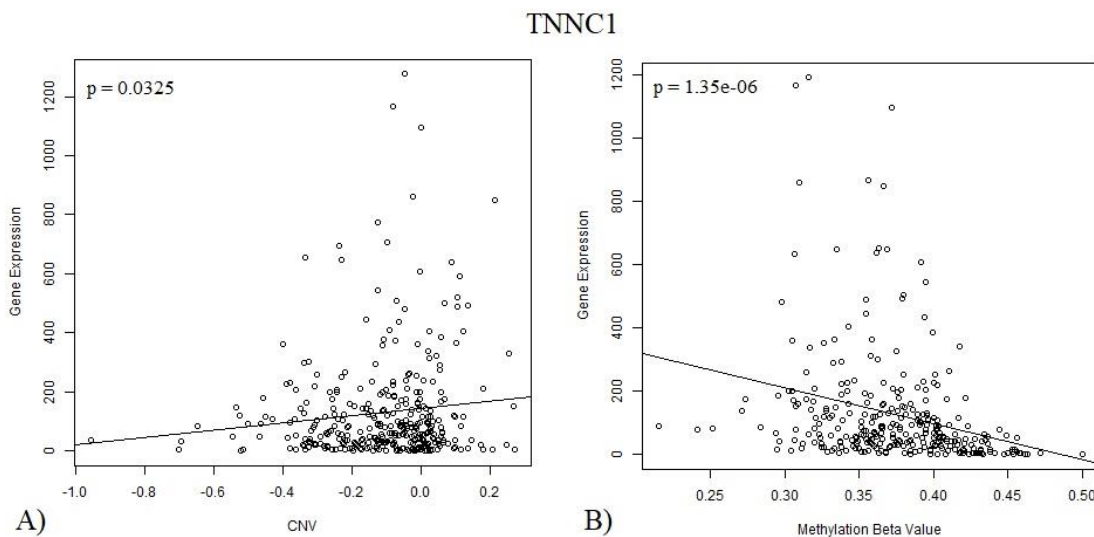 TNNC1
p = 0.0325
Gene Expression
0 200 400 600 800 1000 1200
-1.0 -0.8 -0.6 -0.4 -0.2 0.0 0.2
CNV
A)
p = 1.35e-06
Gene Expression
0 200 400 600 800 1000 1200
0.25 0.30 0.35 0.40 0.45 0.50
Methylation Beta Value
B)